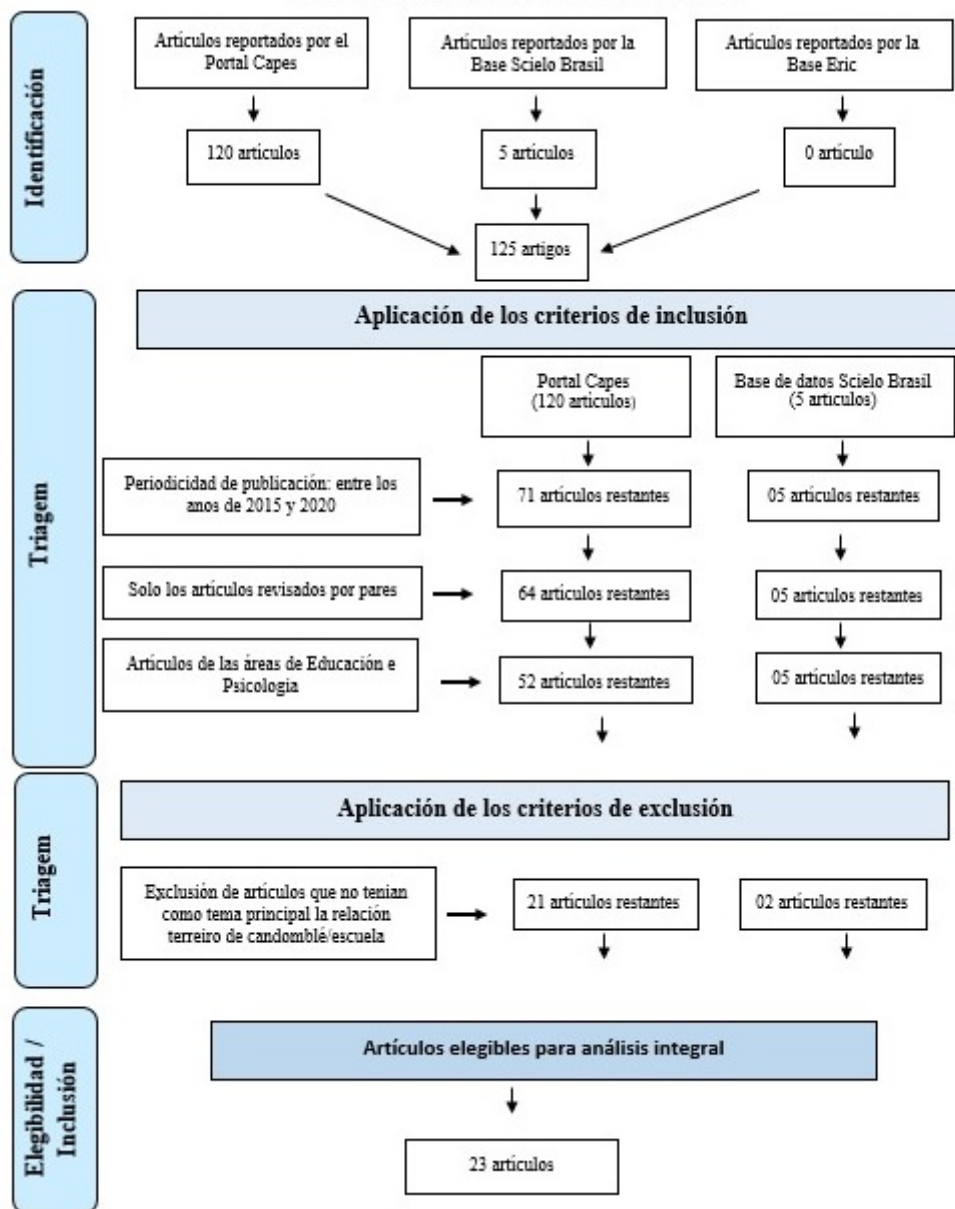 Identificación
Artículos reportados por el
Portal Capes
Artículos reportados por la
Base Scielo Brasil
Artículos reportados por la
Base Eric
120 artículos
5 artículos
0 artículo
125 artigos
Triagem
Aplicación de los criterios de inclusión
Portal Capes
(120 artículos)
Base de datos Scielo Brasil
(5 artículos)
Periodicidad de publicación: entre los
anos de 2015 y 2020
71 artículos restantes
05 artículos restantes
Solo los artículos revisados por pares
64 artículos restantes
05 artículos restantes
Artículos de las áreas de Educación e
Psicologia
52 artículos restantes
05 artículos restantes
Triagem
Aplicación de los criterios de exclusión
Exclusión de artículos que no tenian
como tema principal la relación
terreiro de candomblé/escuela
21 artículos restantes
02 artículos restantes
Elegibilidad /
Inclusión
Artículos elegibles para análisis integral
23 artículos